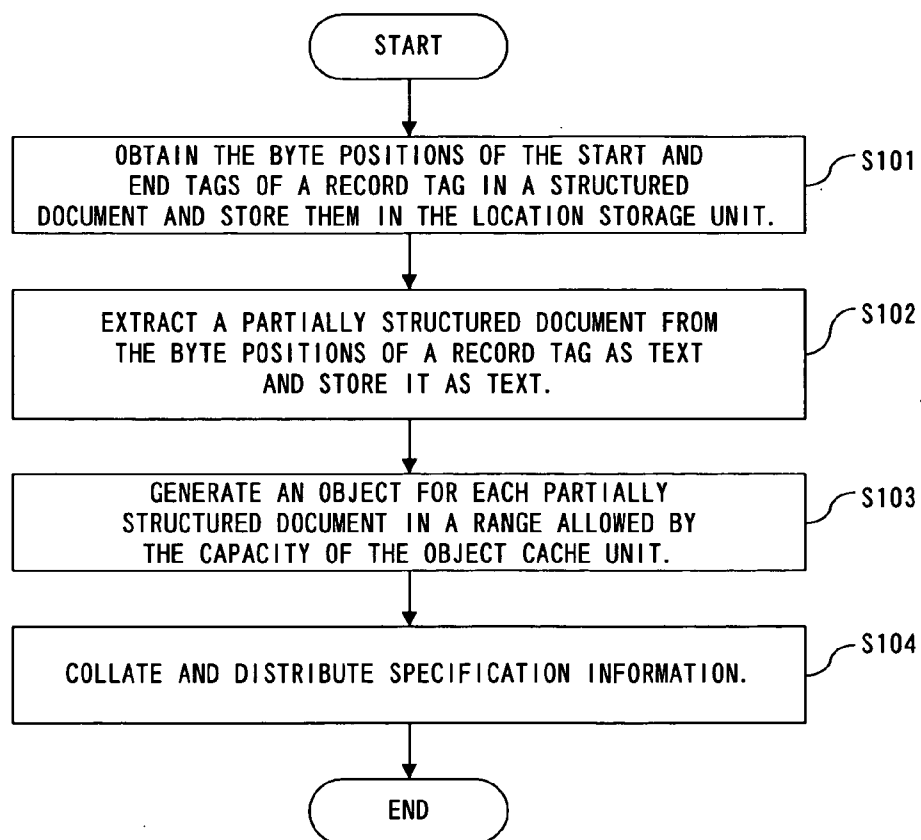 START
OBTAIN THE BYTE POSITIONS OF THE START AND
END TAGS OF A RECORD TAG IN A STRUCTURED
DOCUMENT AND STORE THEM IN THE LOCATION STORAGE UNIT.
S101
EXTRACT A PARTIALLY STRUCTURED DOCUMENT FROM
THE BYTE POSITIONS OF A RECORD TAG AS TEXT
AND STORE IT AS TEXT.
S102
GENERATE AN OBJECT FOR EACH PARTIALLY
STRUCTURED DOCUMENT IN A RANGE ALLOWED BY
THE CAPACITY OF THE OBJECT CACHE UNIT.
S103
COLLATE AND DISTRIBUTE SPECIFICATION INFORMATION.
S104
END